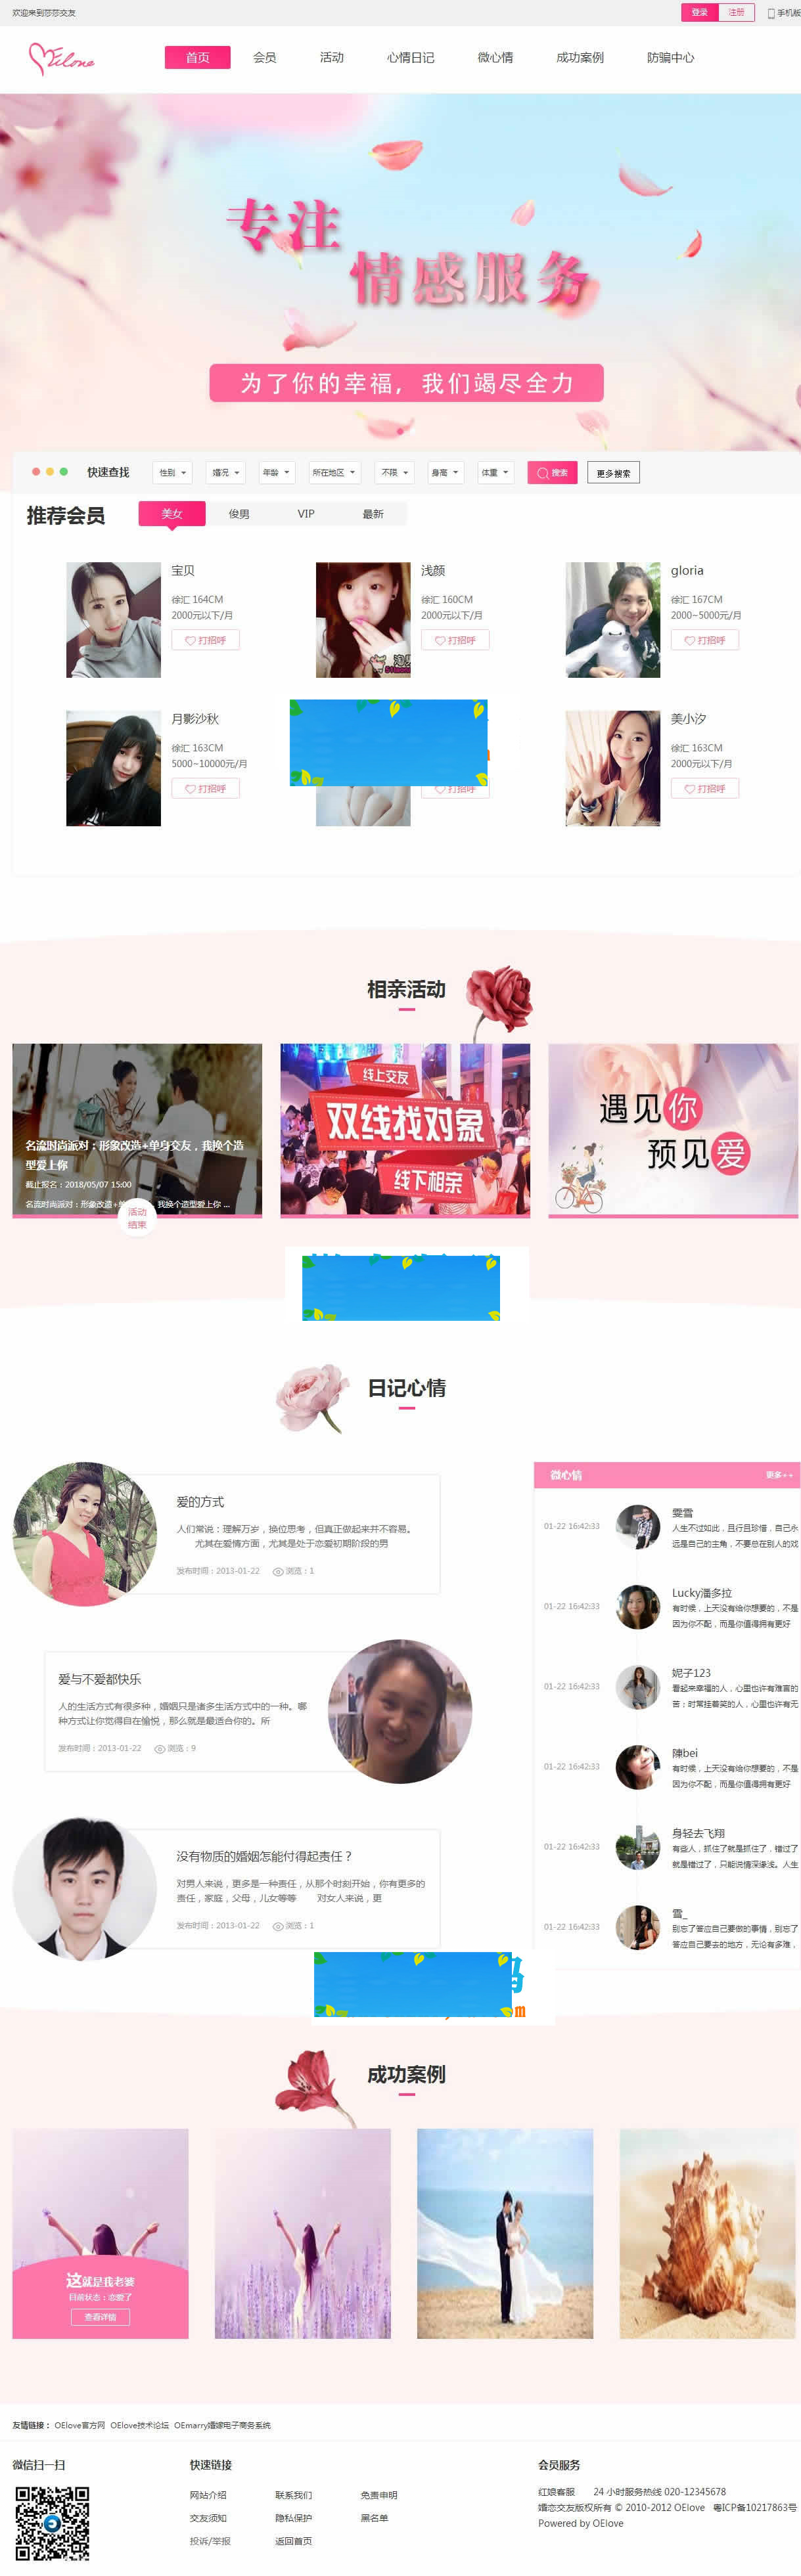 欢迎来到莎莎交友
登录
注册
手机版
OElove
首页
会员
活动
心情日记
微心情
成功案例
防骗中心
专注
情感服务
为了你的幸福，我们竭尽全力
快速查找
性别
婚况
年龄
所在地区
不限
身高
体重
搜索
更多搜索
推荐会员
美女
俊男
VIP
最新
宝贝
徐汇 164CM
2000元以下/月
打招呼
浅颜
徐汇 160CM
2000元以下/月
打招呼
gloria
徐汇 167CM
2000~5000元/月
打招呼
月影沙秋
徐汇 163CM
5000~10000元/月
打招呼
打招呼
美小汐
徐汇 163CM
2000元以下/月
打招呼
相亲活动
名流时尚派对：形象改造+单身交友，我换个造
型爱上你
截止报名：2018/05/07 15:00
名流时尚派对：形象改造+单 我换个造型爱上你 ...
活动
结束
线上交友
双线找对象
线下相亲
遇见你
预见爱
日记心情
爱的方式
人们常说：理解万岁，换位思考，但真正做起来并不容易。
尤其在爱情方面，尤其是处于恋爱初期阶段的男
发布时间：2013-01-22 浏览：1
爱与不爱都快乐
人的生活方式有很多种，婚姻只是诸多生活方式中的一种。哪
种方式让你觉得自在愉悦，那么就是最适合你的。所
发布时间：2013-01-22 浏览：9
没有物质的婚姻怎能付得起责任？
对男人来说，更多是一种责任，从那个时刻开始，你有更多的
责任，家庭，父母，儿女等等 对女人来说，更
发布时间：2013-01-22 浏览：1
微心情
更多++
01-22 16:42:33
雯雪
人生不过如此，且行且珍惜，自己永
远是自己的主角，不要总在别人的戏
01-22 16:42:33
Lucky潘多拉
有时候，上天没有给你想要的，不是
因为你不配，而是你值得拥有更好
01-22 16:42:33
妮子123
看起来幸福的人，心里也许有难言的
苦；时常挂着笑的人，心里也许有无
01-22 16:42:33
陳bei
有时候，上天没有给你想要的，不是
因为你不配，而是你值得拥有更好
01-22 16:42:33
身轻去飞翔
有些人，抓住了就是抓住了，错过了
就是错过了，只能说情深缘浅。人生
01-22 16:42:33
雪_
别忘了答应自己要做的事情，别忘了
答应自己要去的地方，无论有多难，
成功案例
这就是我老婆
目前状态：恋爱了
查看详情
友情链接： OElove官方网 OElove技术论坛 OEmarry婚嫁电子商务系统
微信扫一扫
快速链接
网站介绍
联系我们
免责申明
交友须知
隐私保护
黑名单
投诉/举报
返回首页
会员服务
红娘客服 24 小时服务热线 020-12345678
婚恋交友版权所有 © 2010-2012 OElove 粤ICP备10217863号
Powered by OElove